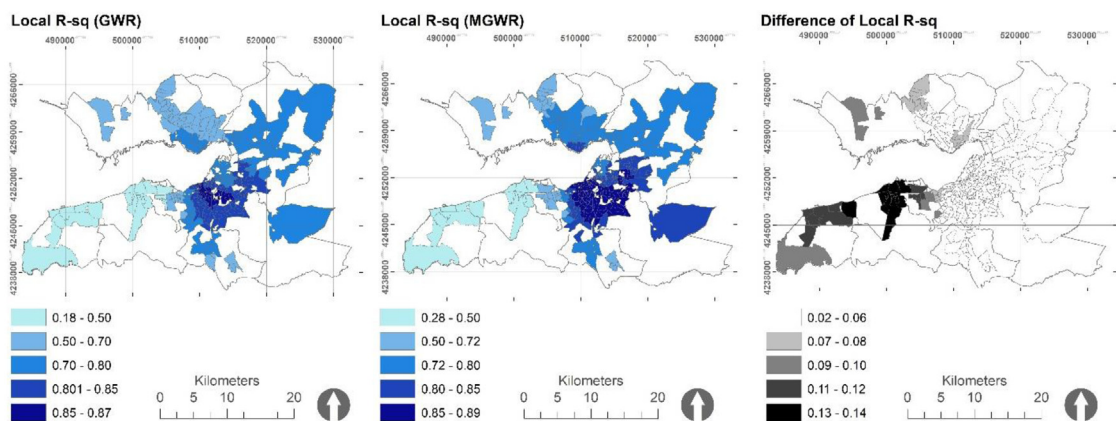 Local R-sq (GWR)
490000 500000 510000 520000 530000
4266000
4259000
4252000
4245000
4238000
0.18 - 0.50
0.50 - 0.70
0.70 - 0.80
0.801 - 0.85
0.85 - 0.87
Kilometers
0 5 10 20
Local R-sq (MGWR)
490000 500000 510000 520000 530000
4266000
4259000
4252000
4245000
4238000
0.28 - 0.50
0.50 - 0.72
0.72 - 0.80
0.80 - 0.85
0.85 - 0.89
Kilometers
0 5 10 20
Difference of Local R-sq
490000 500000 510000 520000 530000
4266000
4259000
4252000
4245000
4238000
0.02 - 0.06
0.07 - 0.08
0.09 - 0.10
0.11 - 0.12
0.13 - 0.14
Kilometers
0 5 10 20